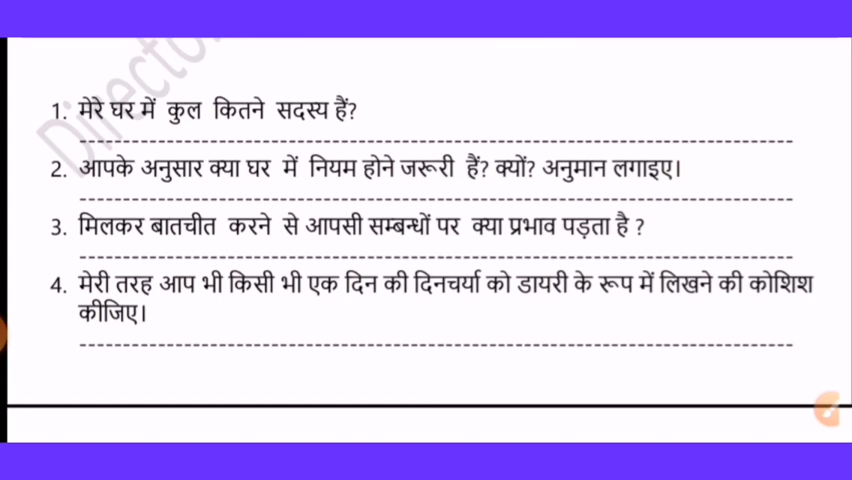 Director
1. मेरे घर में कुल कितने सदस्य हैं?
2. आपके अनुसार क्या घर में नियम होने जरूरी हैं? क्यों? अनुमान लगाइए।
3. मिलकर बातचीत करने से आपसी सम्बन्धों पर क्या प्रभाव पड़ता है ?
4. मेरी तरह आप भी किसी भी एक दिन की दिनचर्या को डायरी के रूप में लिखने की कोशिश
कीजिए।